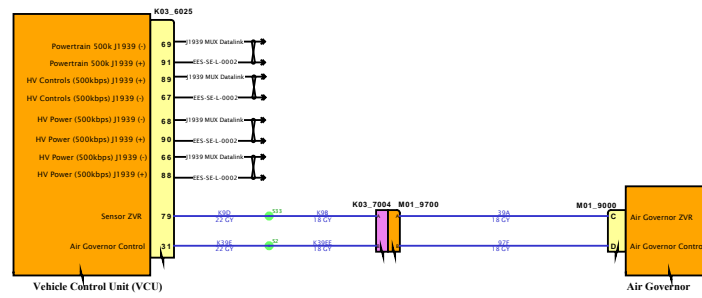 K03_6025
Powertrain 500k J1939 (-) 69 J1939 MUX Datalink
Powertrain 500k J1939 (+) 91 EES-SE-L-0002
HV Controls (500kbps) J1939 (+) 89 J1939 MUX Datalink
HV Controls (500kbps) J1939 (-) 67 EES-SE-L-0002
HV Power (500kbps) J1939 (-) 68 J1939 MUX Datalink
HV Power (500kbps) J1939 (+) 90 EES-SE-L-0002
HV Power (500kbps) J1939 (-) 66 J1939 MUX Datalink
HV Power (500kbps) J1939 (+) 88 EES-SE-L-0002
K03_7004 M01_9700 M01_9000
Sensor ZVR 79 K9D 22 GY S33 K98 18 GY A A 39A 18 GY C Air Governor ZVR
Air Governor Control 31 K39E 22 GY S2 K39EE 18 GY 97F 18 GY D Air Governor Control
Vehicle Control Unit (VCU) Air Governor